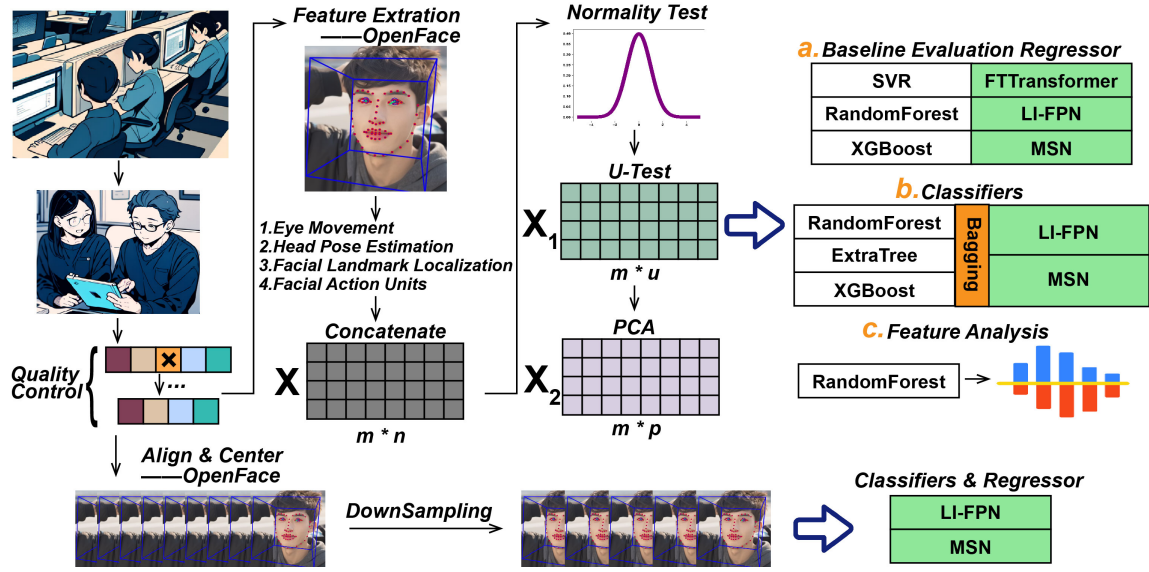 Quality
Control
Align & Center
——OpenFace
DownSampling
Feature Extration
——OpenFace
1.Eye Movement
2.Head Pose Estimation
3.Facial Landmark Localization
4.Facial Action Units
Concatenate
X
m * n
Normality Test
U-Test
X1
m * u
PCA
X2
m * p
a. Baseline Evaluation Regressor
SVR
FTTransformer
RandomForest
LI-FPN
XGBoost
MSN
b. Classifiers
RandomForest
ExtraTree
XGBoost
Bagging
LI-FPN
MSN
c. Feature Analysis
RandomForest
Classifiers & Regressor
LI-FPN
MSN
...